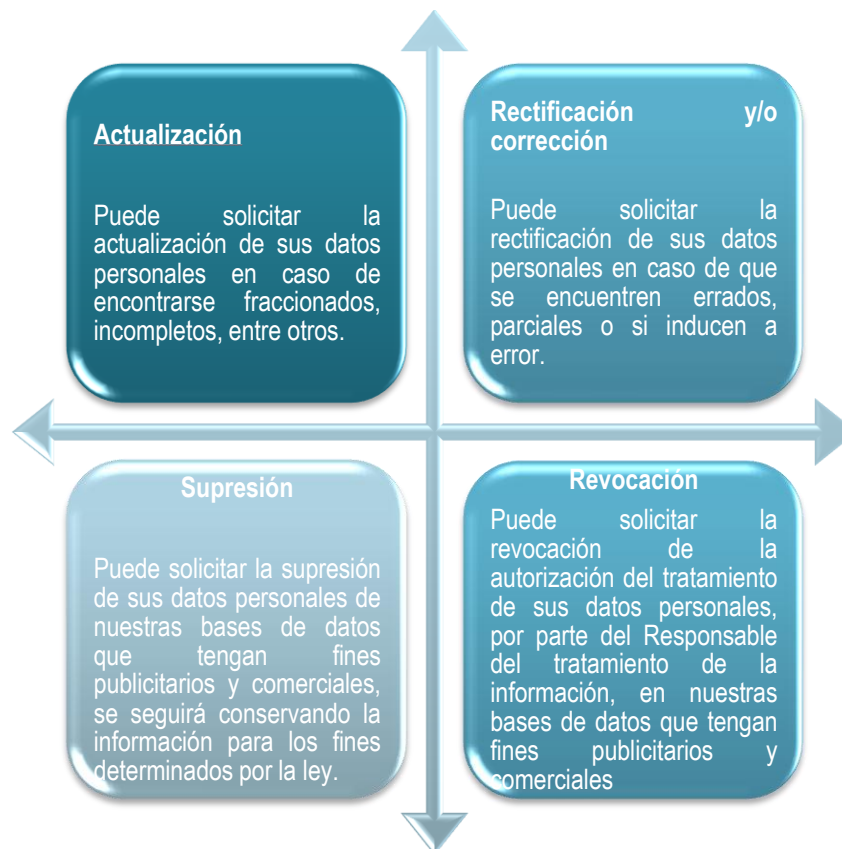 Actualización
Puede solicitar la
actualización de sus datos
personales en caso de
encontrarse fraccionados,
incompletos, entre otros.
Rectificación y/o
corrección
Puede solicitar la
rectificación de sus datos
personales en caso de que
se encuentren errados,
parciales o si inducen a
error.
Supresión
Puede solicitar la supresión
de sus datos personales de
nuestras bases de datos
que tengan fines
publicitarios y comerciales,
se seguirá conservando la
información para los fines
determinados por la ley.
Revocación
Puede solicitar la
revocación de la
autorización del tratamiento
de sus datos personales,
por parte del Responsable
del tratamiento de la
información, en nuestras
bases de datos que tengan
fines publicitarios y
comerciales